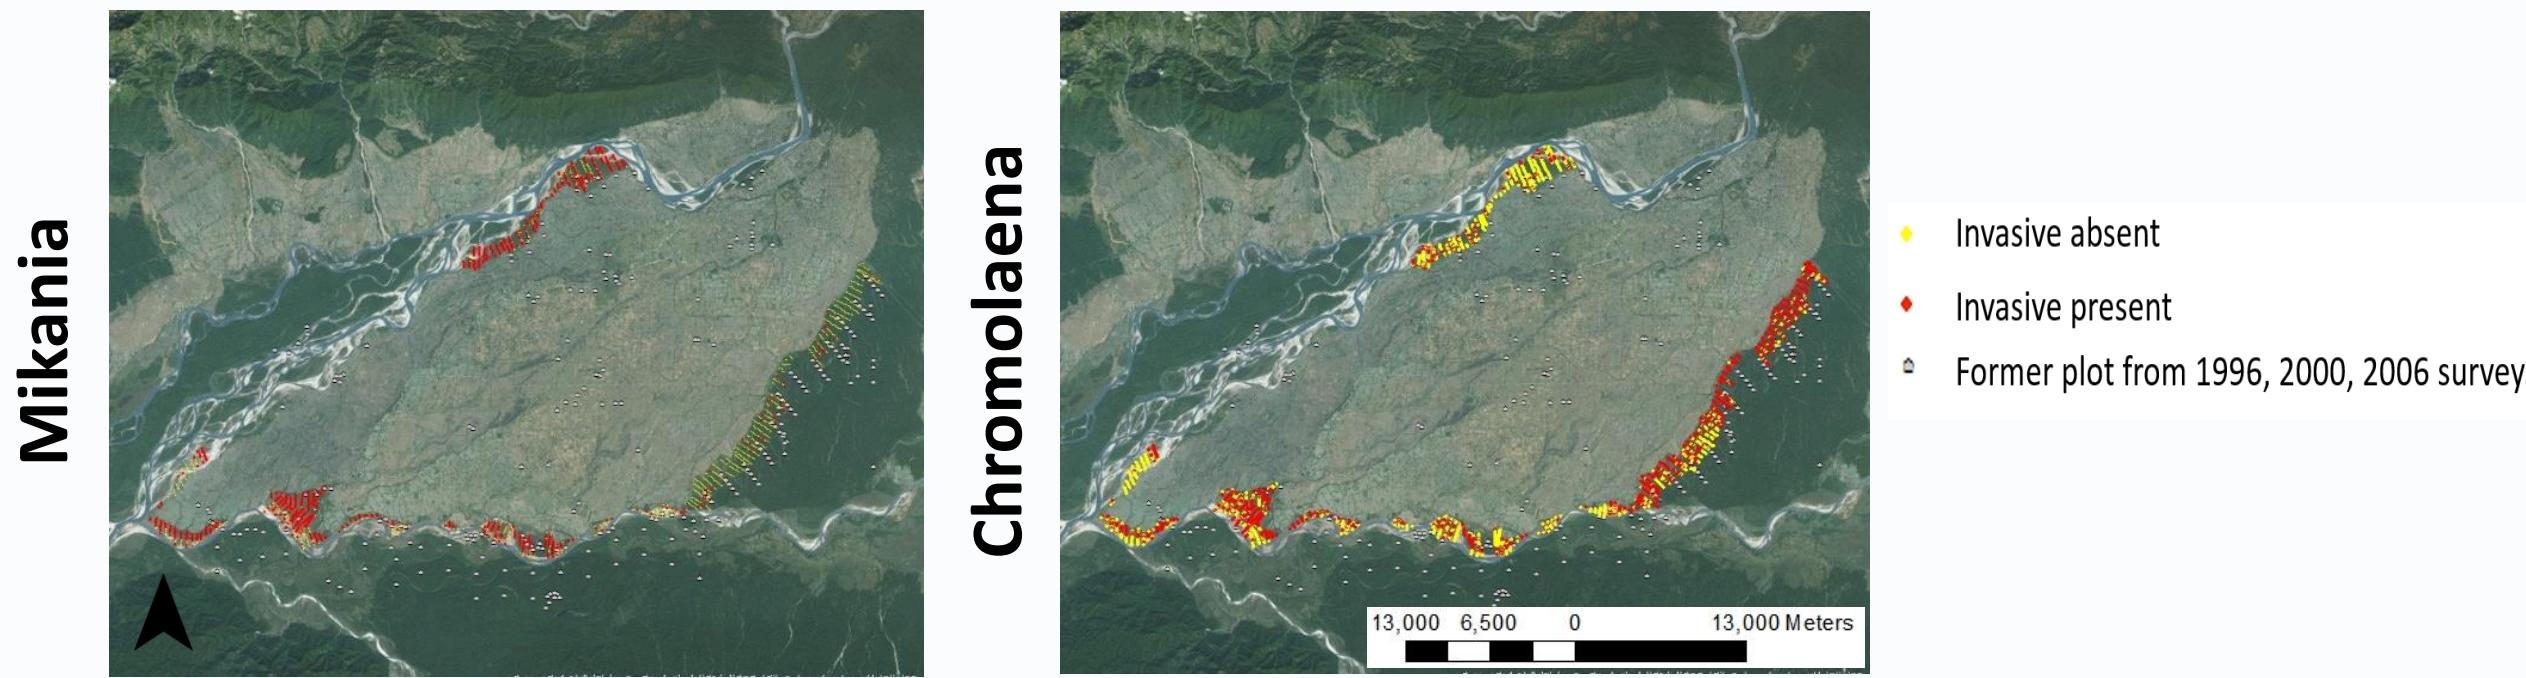 Mikania
Chromolaena
Invasive absent
Invasive present
Former plot from 1996, 2000, 2006 survey
13,000 6,500 0 13,000 Meters